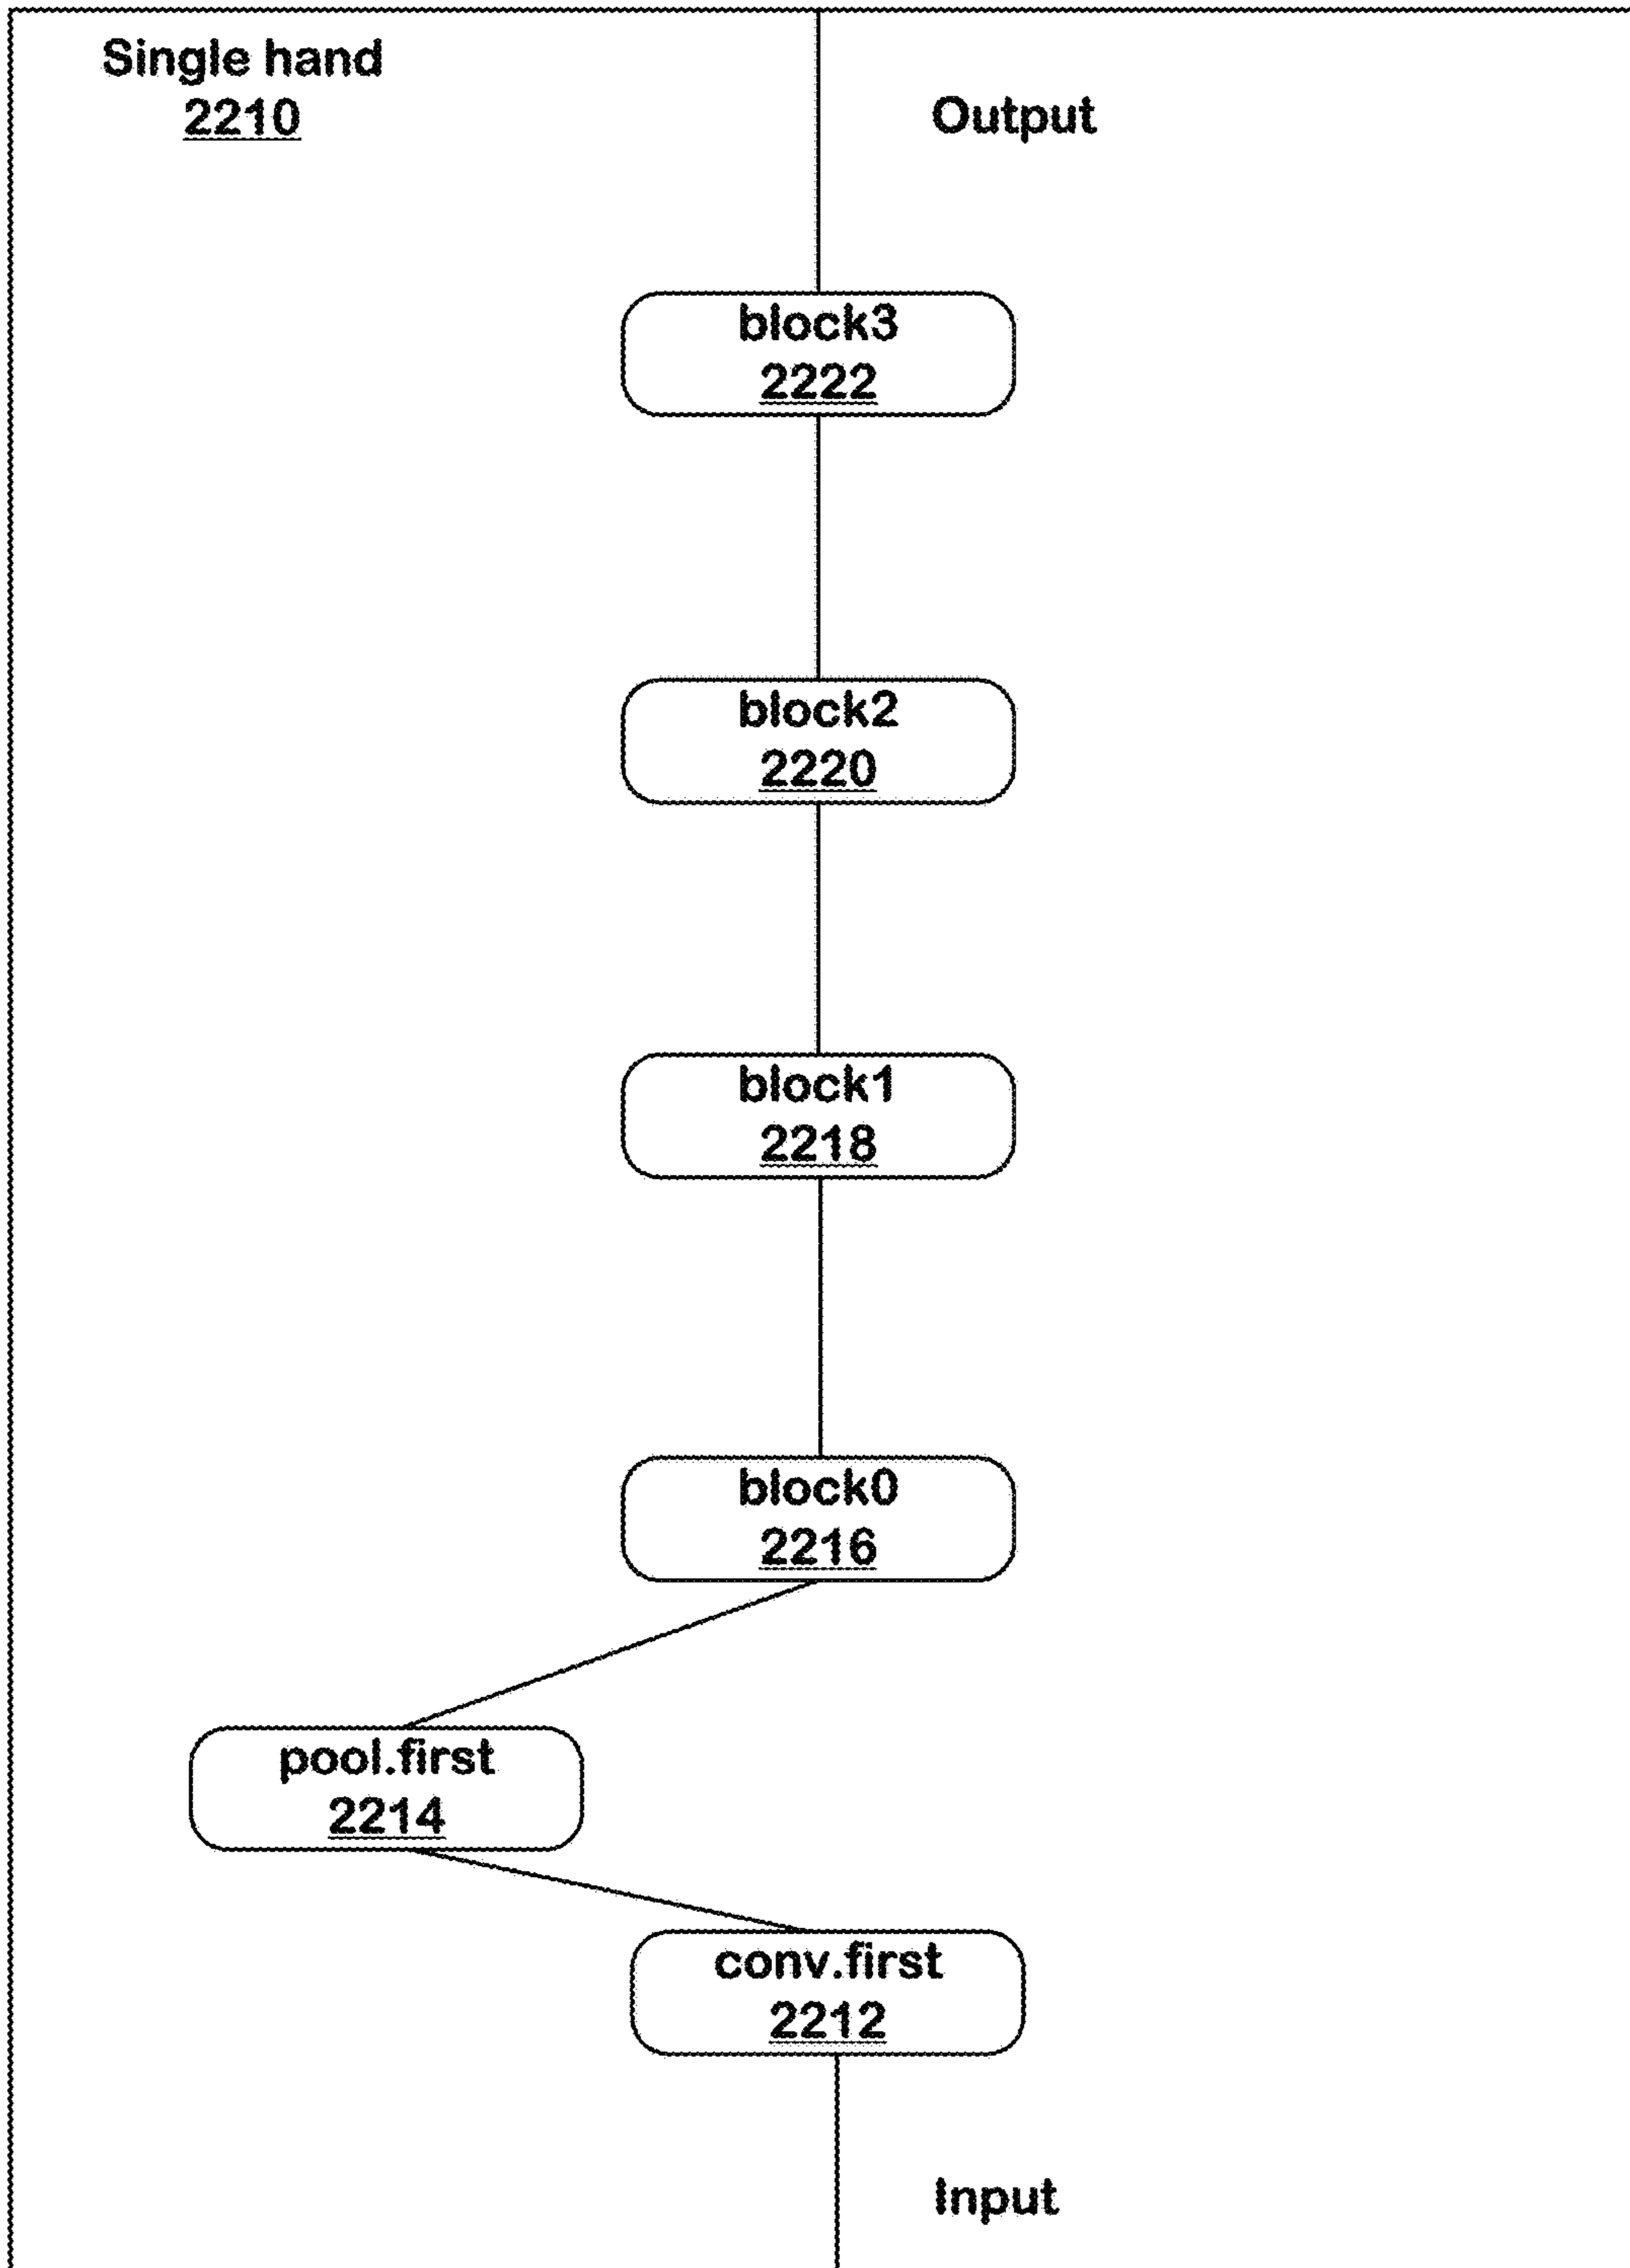 Single hand
2210
Output
block3
2222
block2
2220
block1
2218
block0
2216
pool.first
2214
conv.first
2212
Input